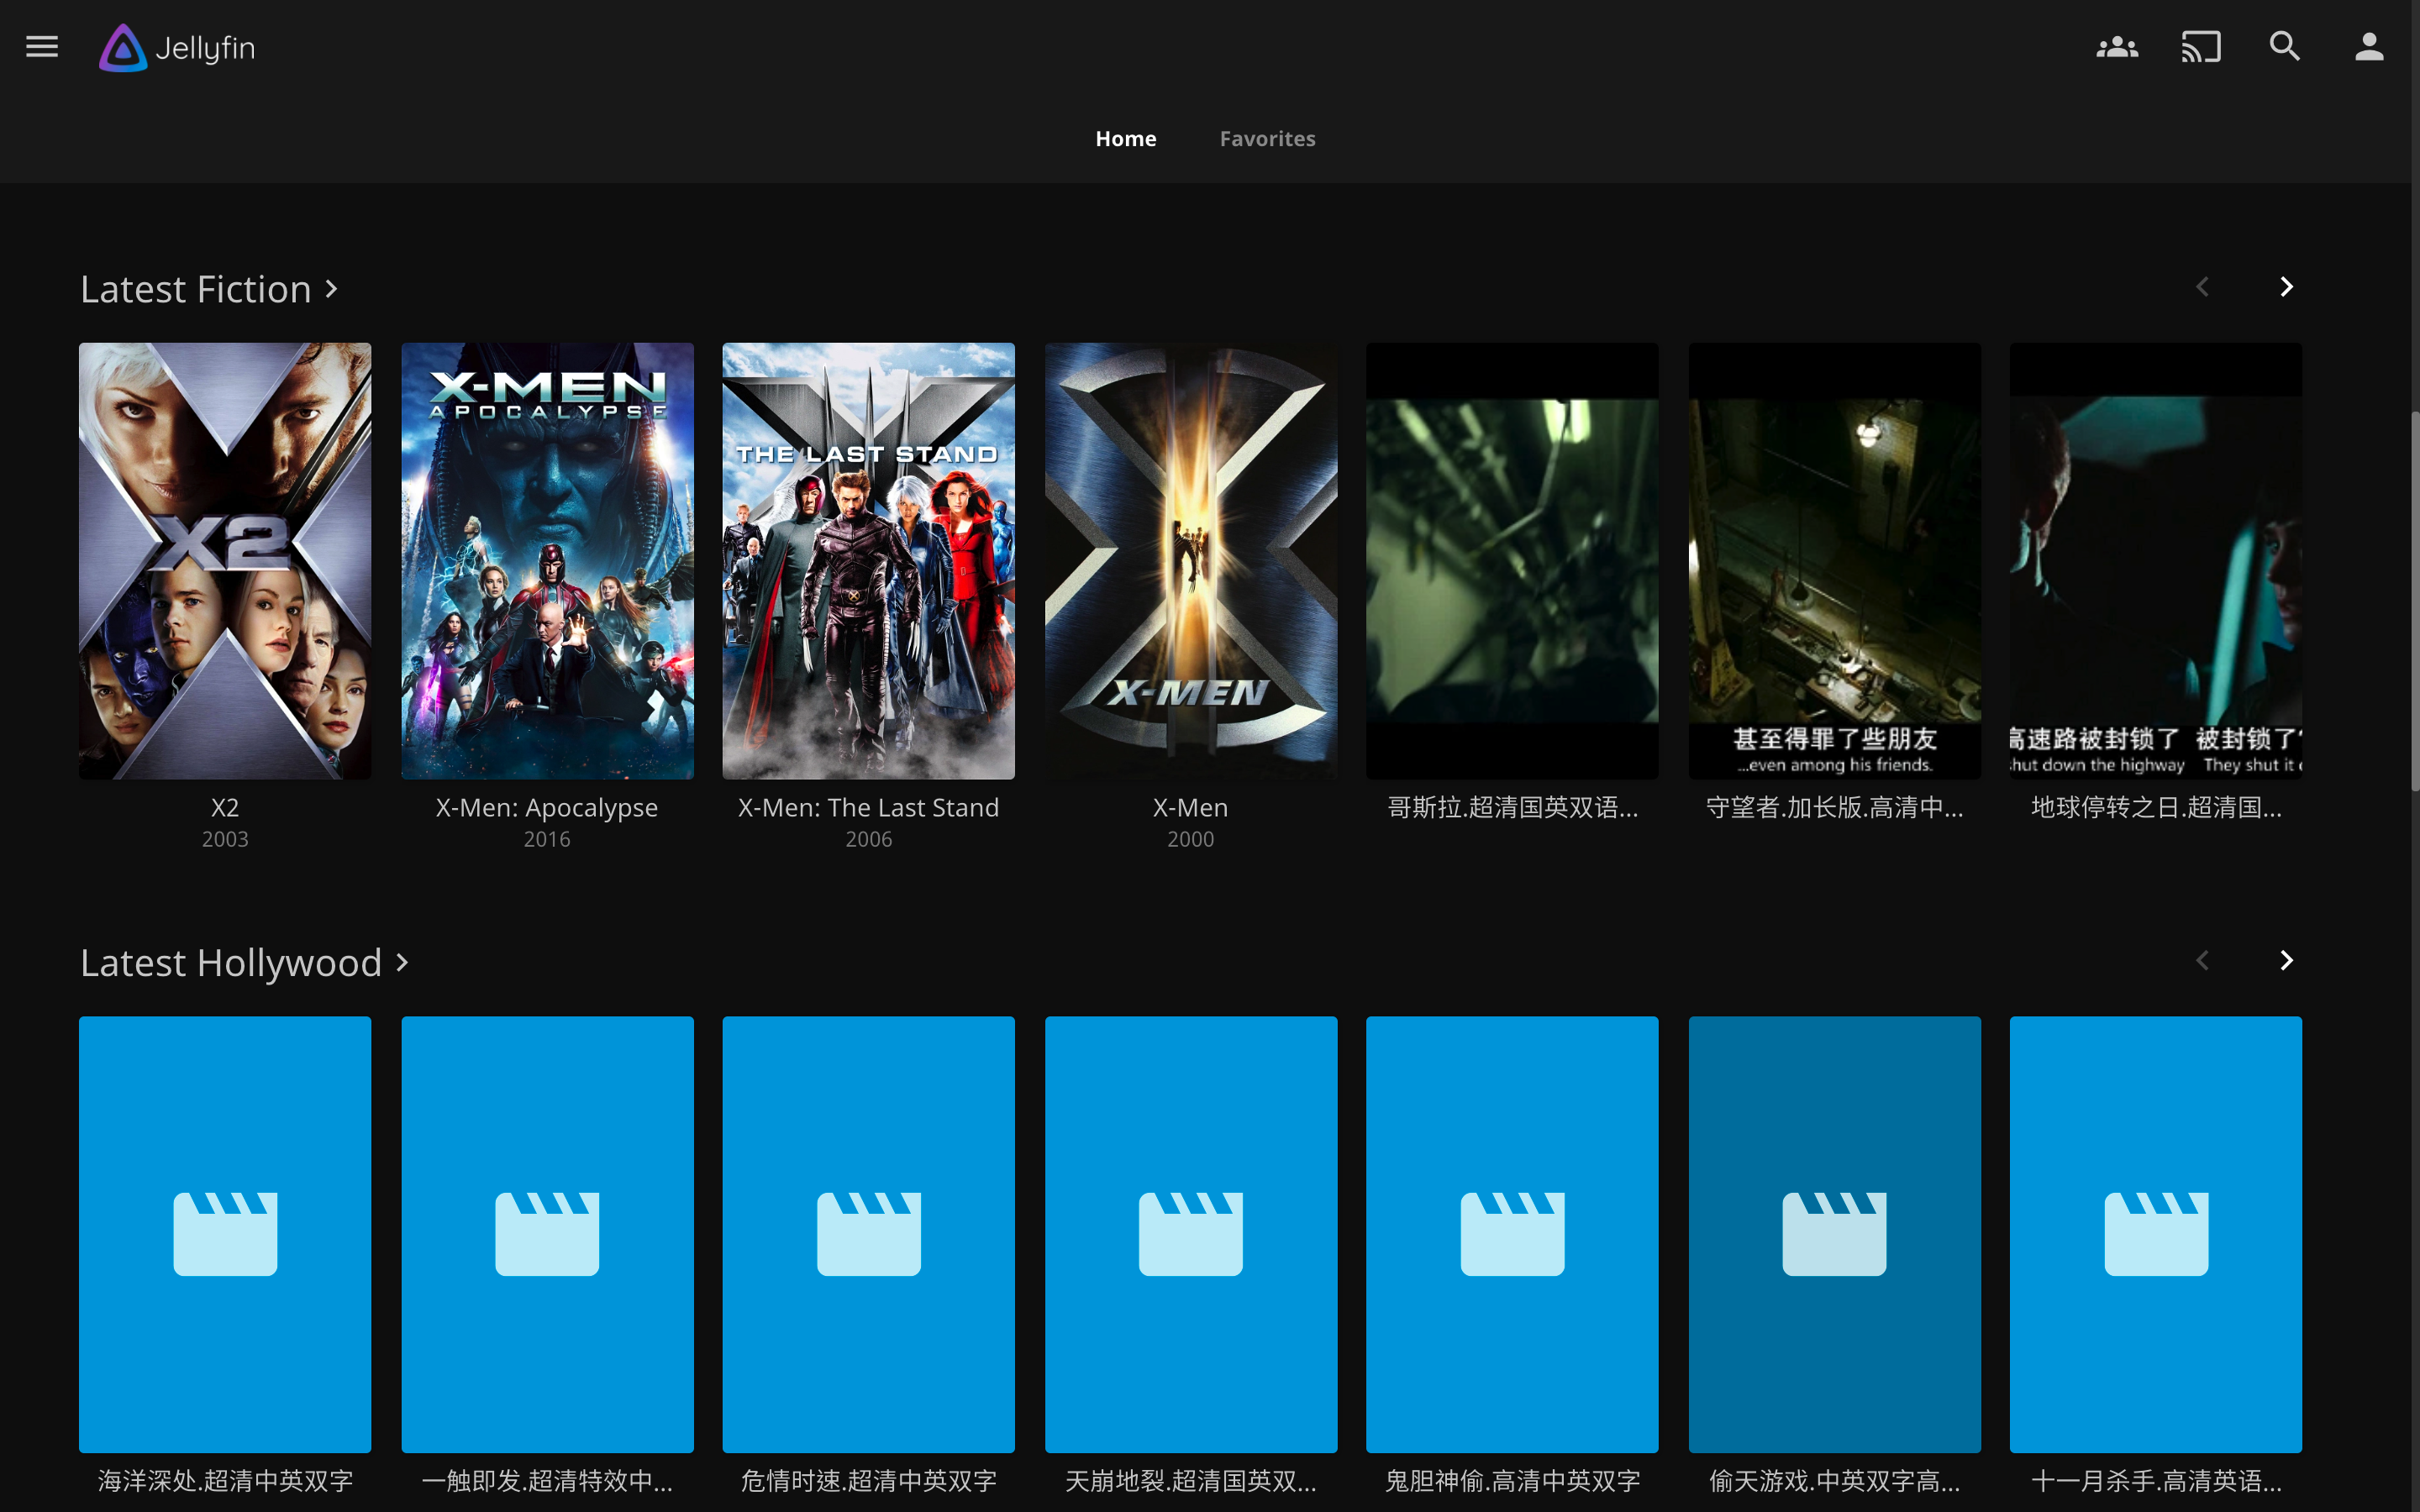 Jellyfin
Home
Favorites
Latest Fiction
X2
X-MEN
APOCALYPSE
THE LAST STAND
X-MEN
甚至得罪了些朋友
...even among his friends.
高速路被封锁了 被封锁了
shut down the highway They shut it
X2
2003
X-Men: Apocalypse
2016
X-Men: The Last Stand
2006
X-Men
2000
哥斯拉.超清国英双语...
守望者.加长版.高清中...
地球停转之日.超清国...
Latest Hollywood
海洋深处.超清中英双字
一触即发.超清特效中...
危情时速.超清中英双字
天崩地裂.超清国英双...
鬼胆神偷.高清中英双字
偷天游戏.中英双字高...
十一月杀手.高清英语...